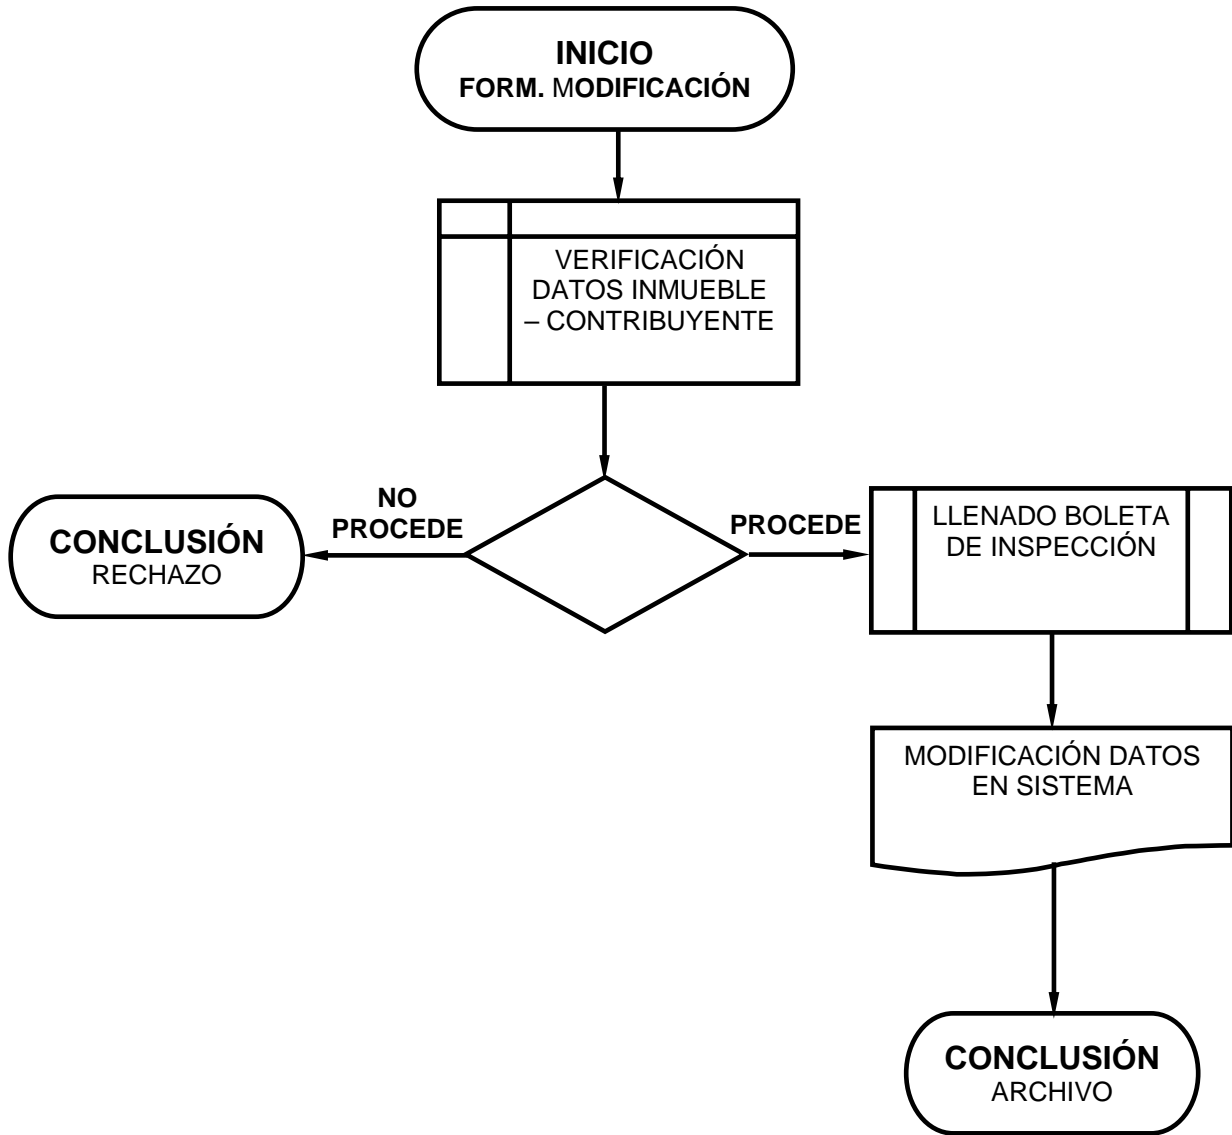 INICIO
FORM. MODIFICACIÓN
VERIFICACIÓN
DATOS INMUEBLE
– CONTRIBUYENTE
NO
PROCEDE
CONCLUSIÓN
RECHAZO
PROCEDE
LLENADO BOLETA
DE INSPECCIÓN
MODIFICACIÓN DATOS
EN SISTEMA
CONCLUSIÓN
ARCHIVO